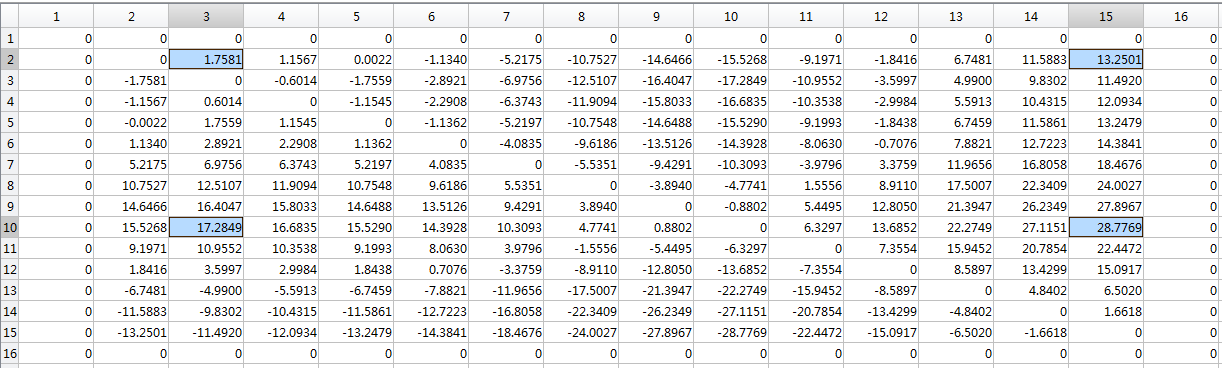 1 2 3 4 5 6 7 8 9 10 11 12 13 14 15 16
1 0 0 0 0 0 0 0 0 0 0 0 0 0 0 0 0
2 0 0 1.7581 1.1567 0.0022 -1.1340 -5.2175 -10.7527 -14.6466 -15.5268 -9.1971 -1.8416 6.7481 11.5883 13.2501 0
3 0 -1.7581 0 -0.6014 -1.7559 -2.8921 -6.9756 -12.5107 -16.4047 -17.2849 -10.9552 -3.5997 4.9900 9.8302 11.4920 0
4 0 -1.1567 0.6014 0 -1.1545 -2.2908 -6.3743 -11.9094 -15.8033 -16.6835 -10.3538 -2.9984 5.5913 10.4315 12.0934 0
5 0 -0.0022 1.7559 1.1545 0 -1.1362 -5.2197 -10.7548 -14.6488 -15.5290 -9.1993 -1.8438 6.7459 11.5861 13.2479 0
6 0 1.1340 2.8921 2.2908 1.1362 0 -4.0835 -9.6186 -13.5126 -14.3928 -8.0630 -0.7076 7.8821 12.7223 14.3841 0
7 0 5.2175 6.9756 6.3743 5.2197 4.0835 0 -5.5351 -9.4291 -10.3093 -3.9796 3.3759 11.9656 16.8058 18.4676 0
8 0 10.7527 12.5107 11.9094 10.7548 9.6186 5.5351 0 -3.8940 -4.7741 1.5556 8.9110 17.5007 22.3409 24.0027 0
9 0 14.6466 16.4047 15.8033 14.6488 13.5126 9.4291 3.8940 0 -0.8802 5.4495 12.8050 21.3947 26.2349 27.8967 0
10 0 15.5268 17.2849 16.6835 15.5290 14.3928 10.3093 4.7741 0.8802 0 6.3297 13.6852 22.2749 27.1151 28.7769 0
11 0 9.1971 10.9552 10.3538 9.1993 8.0630 3.9796 -1.5556 -5.4495 -6.3297 0 7.3554 15.9452 20.7854 22.4472 0
12 0 1.8416 3.5997 2.9984 1.8438 0.7076 -3.3759 -8.9110 -12.8050 -13.6852 -7.3554 0 8.5897 13.4299 15.0917 0
13 0 -6.7481 -4.9900 -5.5913 -6.7459 -7.8821 -11.9656 -17.5007 -21.3947 -22.2749 -15.9452 -8.5897 0 4.8402 6.5020 0
14 0 -11.5883 -9.8302 -10.4315 -11.5861 -12.7223 -16.8058 -22.3409 -26.2349 -27.1151 -20.7854 -13.4299 -4.8402 0 1.6618 0
15 0 -13.2501 -11.4920 -12.0934 -13.2479 -14.3841 -18.4676 -24.0027 -27.8967 -28.7769 -22.4472 -15.0917 -6.5020 -1.6618 0 0
16 0 0 0 0 0 0 0 0 0 0 0 0 0 0 0 0